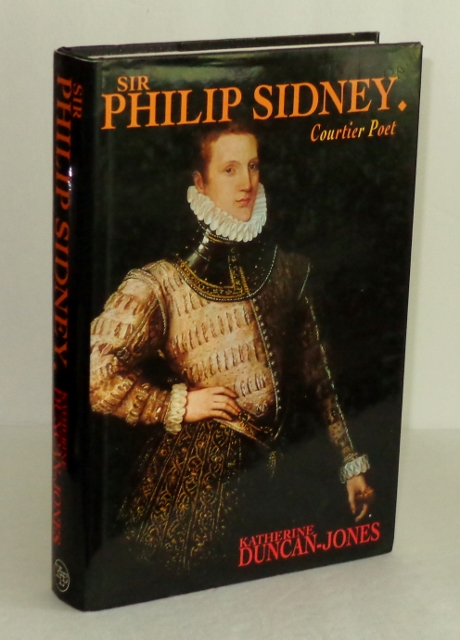 SIR
PHILIP SIDNEY.
Courtier Poet
KATHERINE
DUNCAN-JONES
SIR
PHILIP SIDNEY.
KATHERINE
DUNCAN-JONES